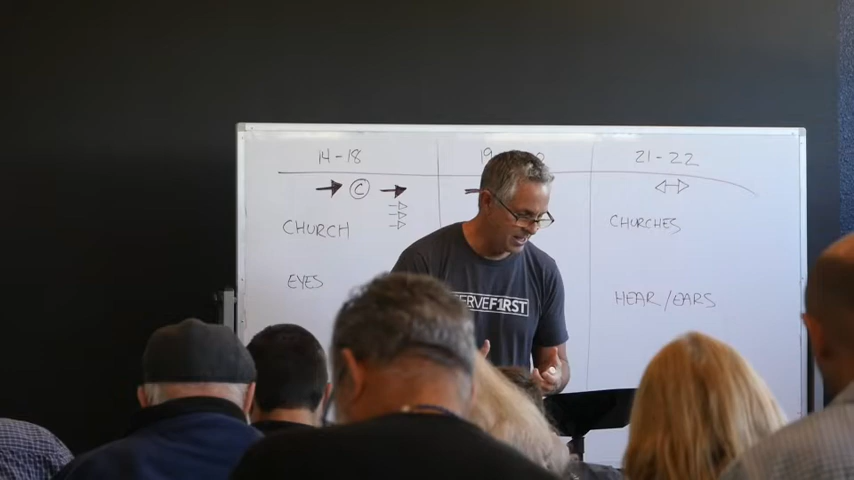 14-18
21-22
©
CHURCH
CHURCHES
EYES
HEAR/EARS
SERVEF1RST